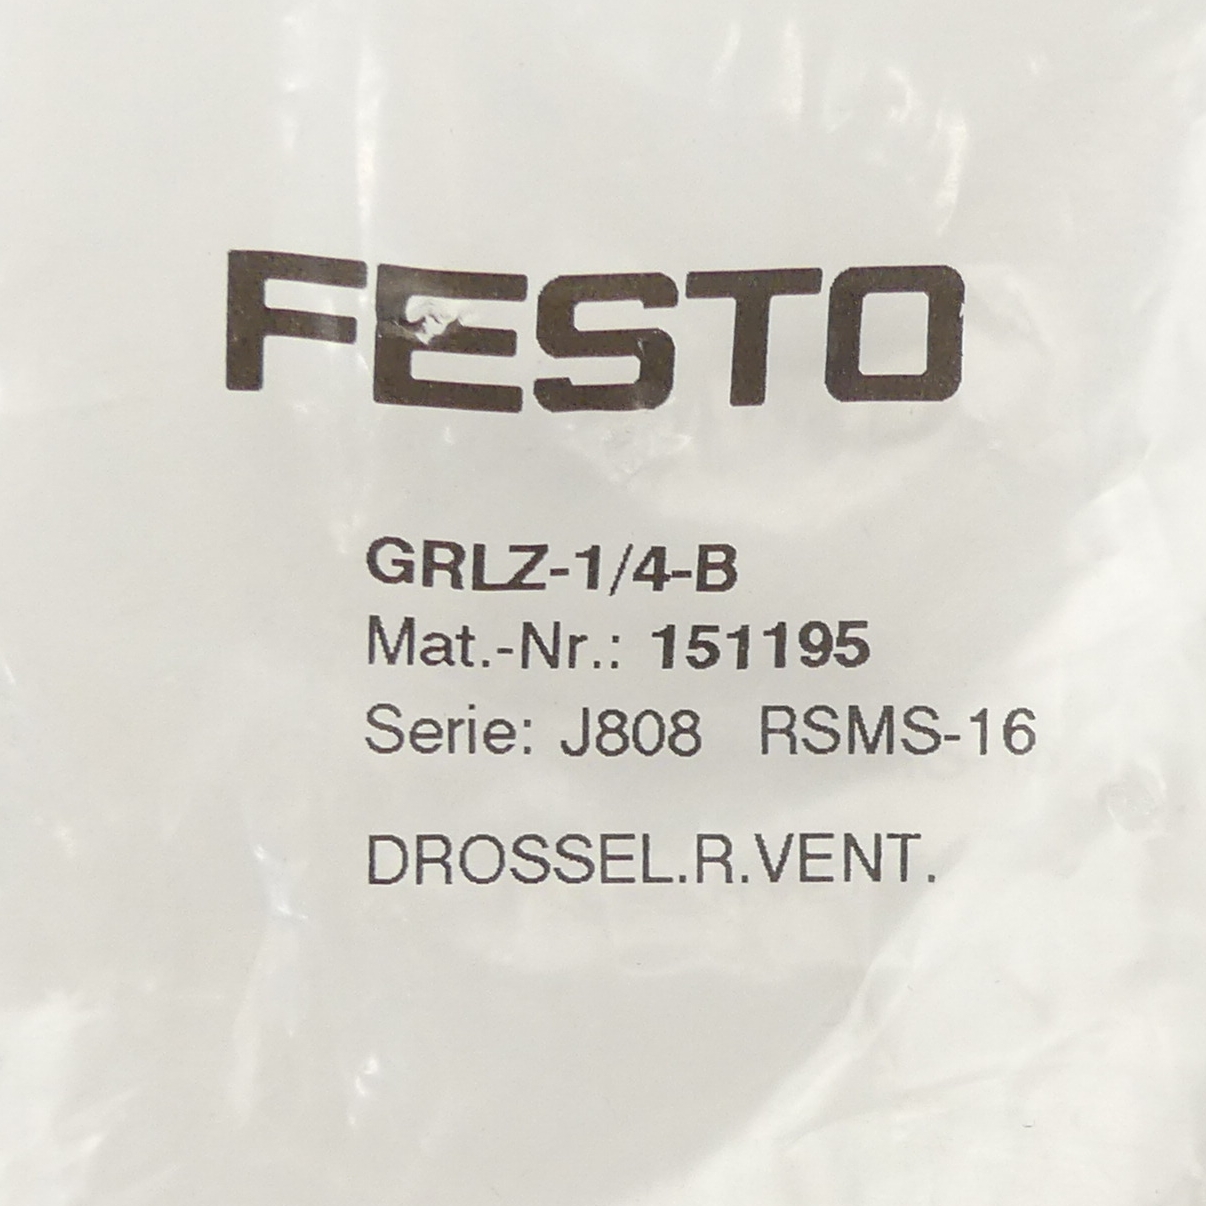 FESTO
GRLZ-1/4-B
Mat.-Nr.: 151195
Serie: J808 RSMS-16
DROSSEL.R.VENT.